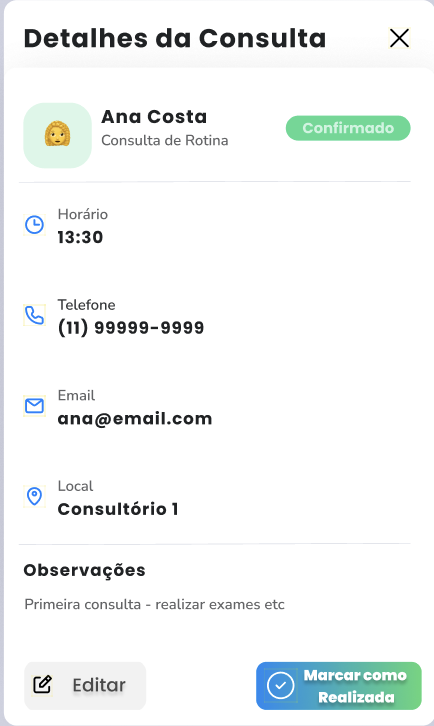 Detalhes da Consulta
Ana Costa
Consulta de Rotina
Confirmado
Horário
13:30
Telefone
(11) 99999-9999
Email
ana@email.com
Local
Consultório 1
Observações
Primeira consulta - realizar exames etc
Editar
Marcar como
Realizada